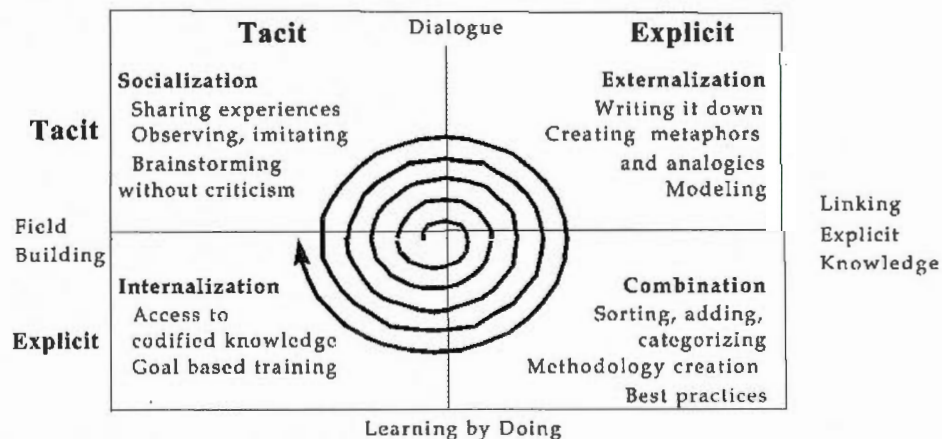 Tacit
Dialogue
Explicit
Socialization
Sharing experiences
Observing, imitating
Brainstorming
without criticism
Externalization
Writing it down
Creating metaphors
and analogies
Modeling
Tacit
Field
Building
Linking
Explicit
Knowledge
Internalization
Access to
codified knowledge
Goal based training
Combination
Sorting, adding,
categorizing
Methodology creation
Best practices
Explicit
Learning by Doing